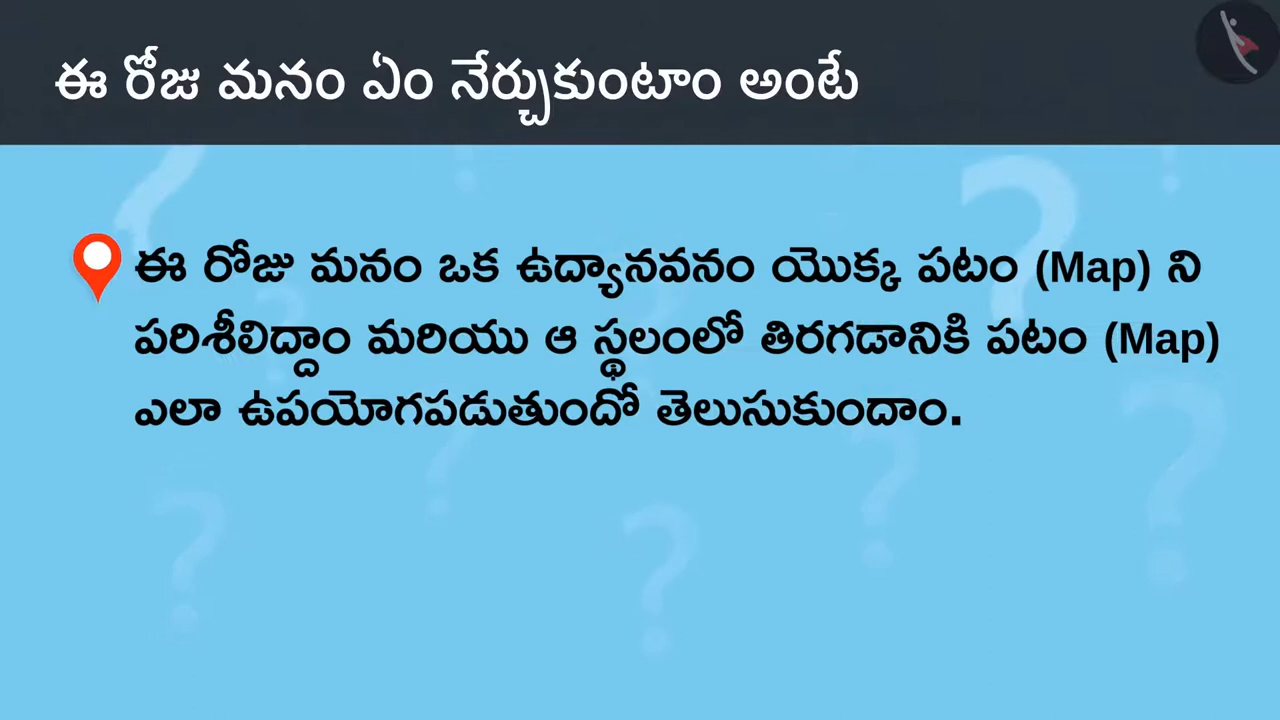 ఈ రోజు మనం ఏం నేర్చుకుంటాం అంటే
ఈ రోజు మనం ఒక ఉద్యానవనం యొక్క పటం (Map) ని
పరిశీలిద్దాం మరియు ఆ స్థలంలో తిరగడానికి పటం (Map)
ఎలా ఉపయోగపడుతుందో తెలుసుకుందాం.